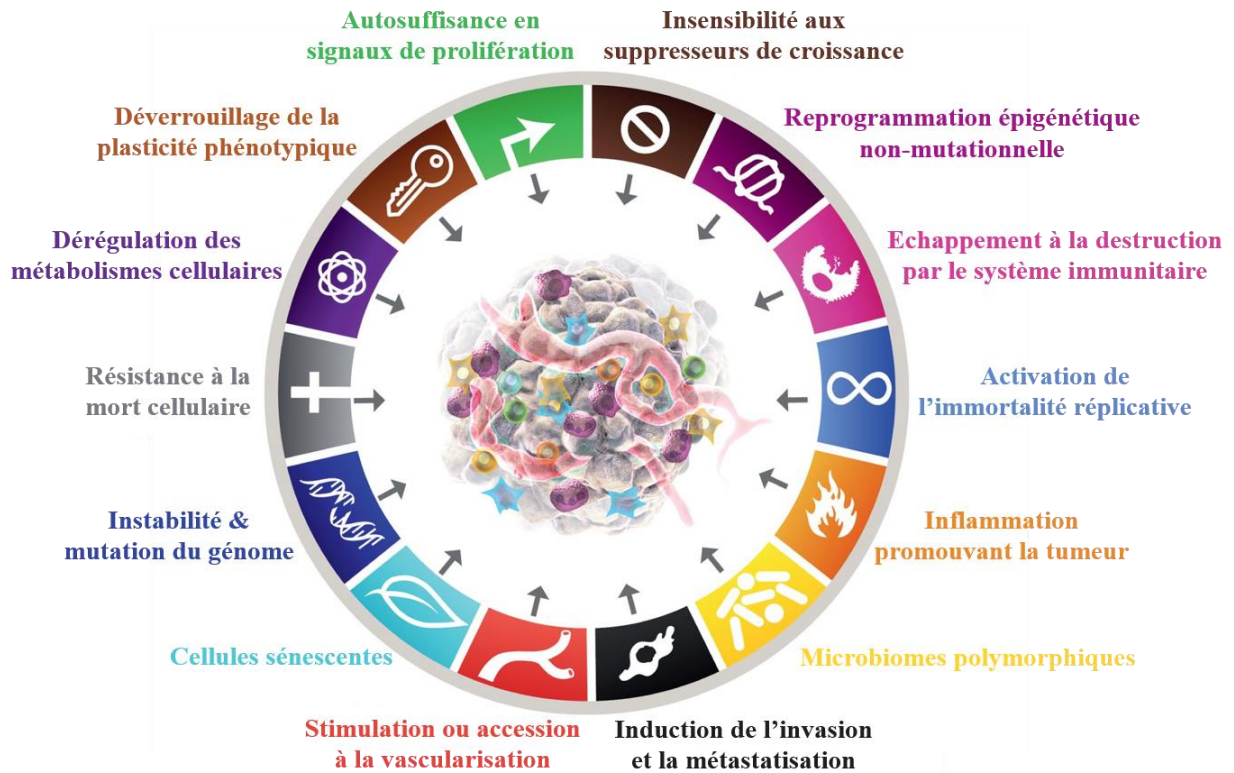 Autosuffisance en
signaux de prolifération
Insensibilité aux
suppresseurs de croissance
Déverrouillage de la
plasticité phénotypique
Reprogrammation épigénétique
non-mutationnelle
Dérégulation des
métabolismes cellulaires
Echappement à la destruction
par le système immunitaire
Résistance à la
mort cellulaire
Activation de
l’immortalité réplicative
Instabilité &
mutation du génome
Inflammation
promouvant la tumeur
Cellules sénescentes
Microbiomes polymorphiques
Stimulation ou accession
à la vascularisation
Induction de l’invasion
et la métastatisation